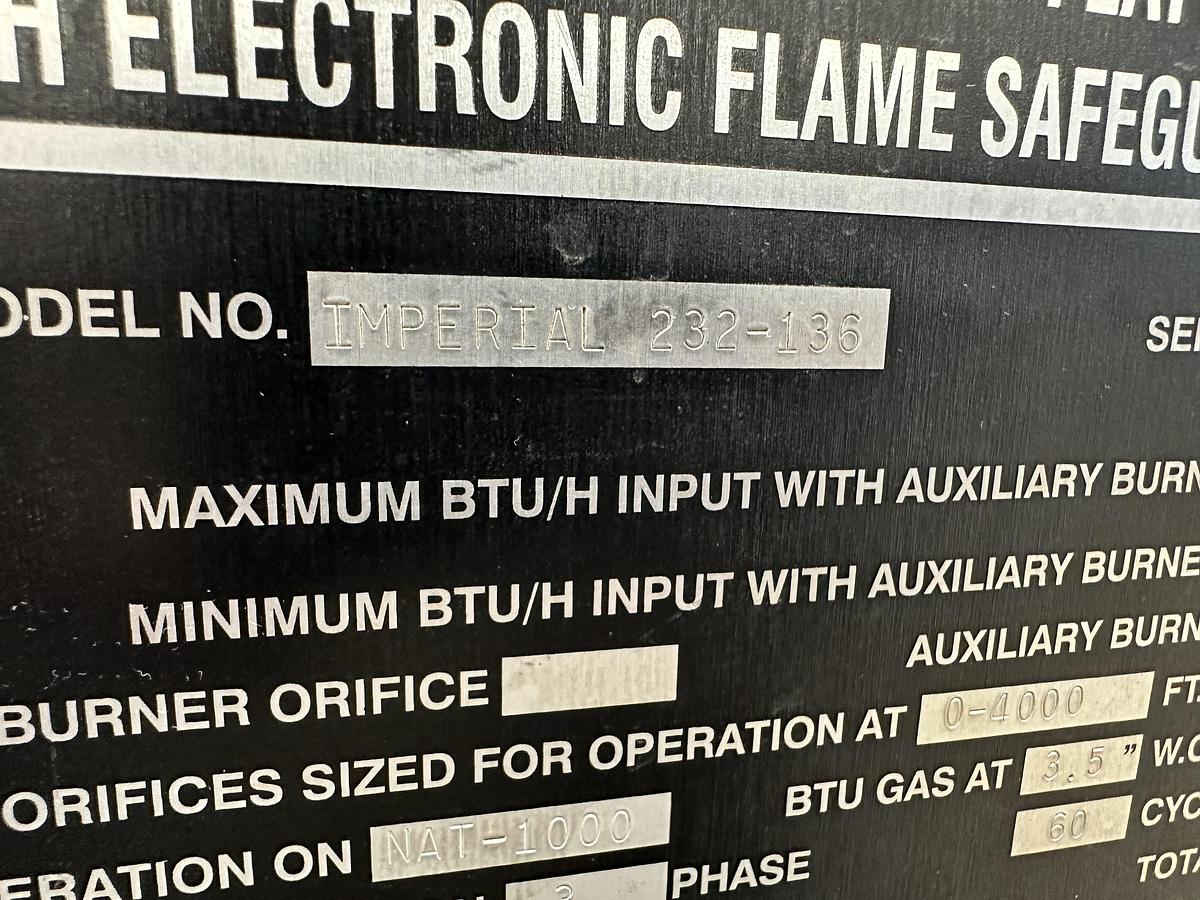 H ELECTRONIC FLAME SAFEGU
ODEL NO. IMPERIAL 232-136 SER
MAXIMUM BTU/H INPUT WITH AUXILIARY BURN
MINIMUM BTU/H INPUT WITH AUXILIARY BURNE
AUXILIARY BURN
BURNER ORIFICE
ORIFICES SIZED FOR OPERATION AT 0-4000 FT
BTU GAS AT 3.5" W.C
ERATION ON NAT-1000 60 CYC
3 PHASE TOTA